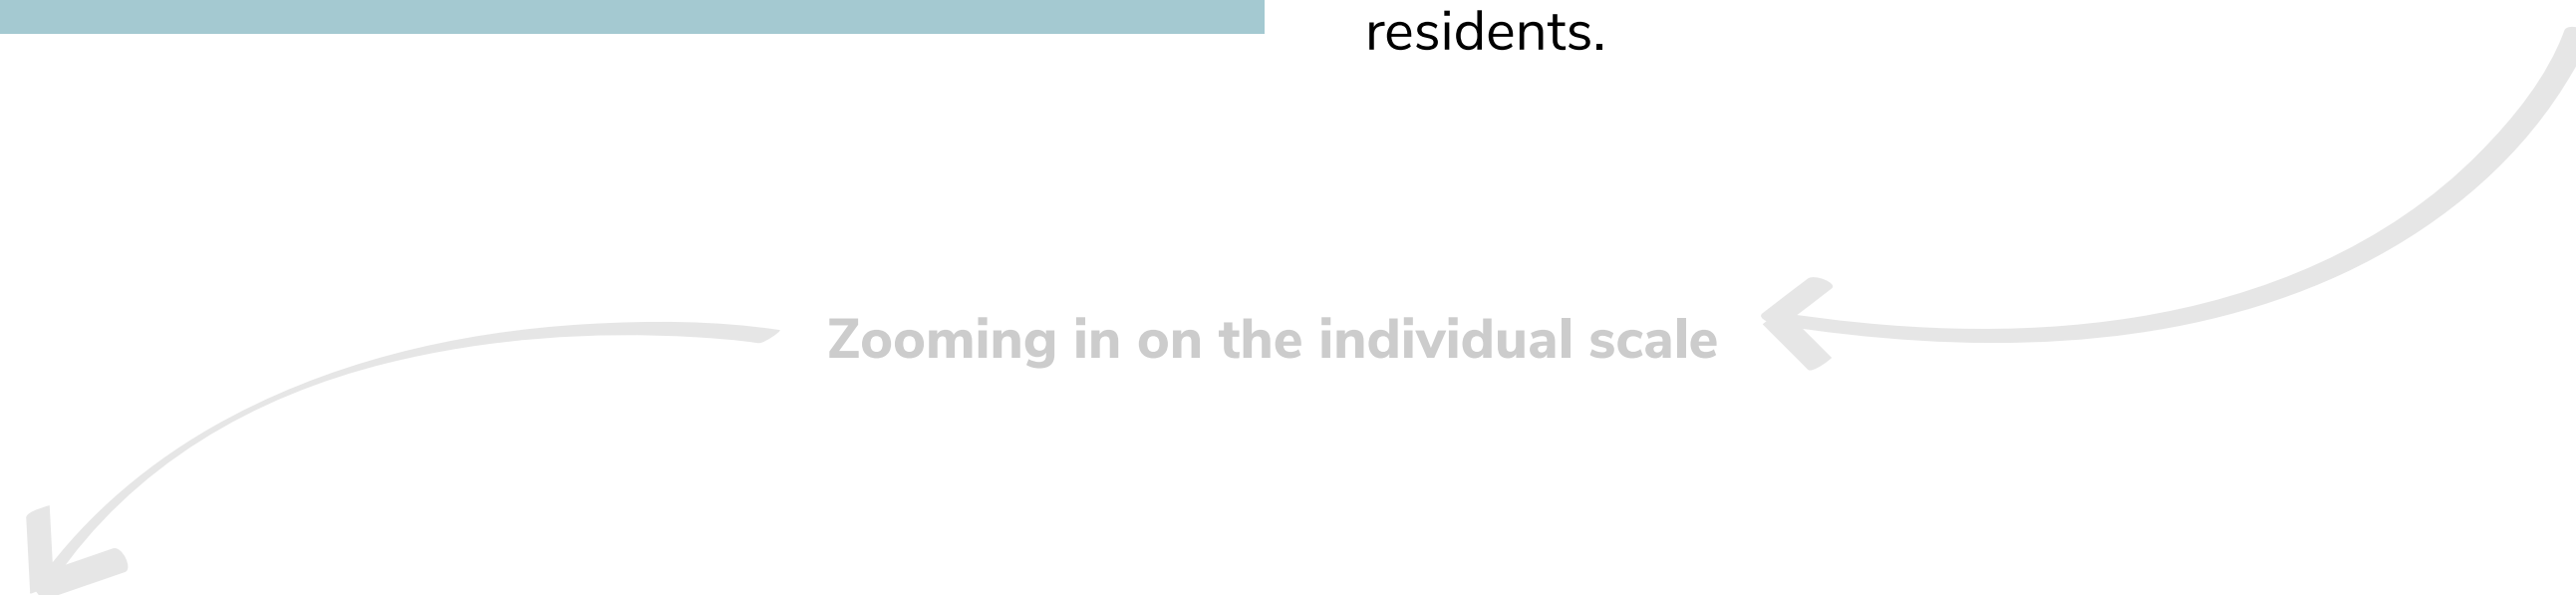 residents.
Zooming in on the individual scale